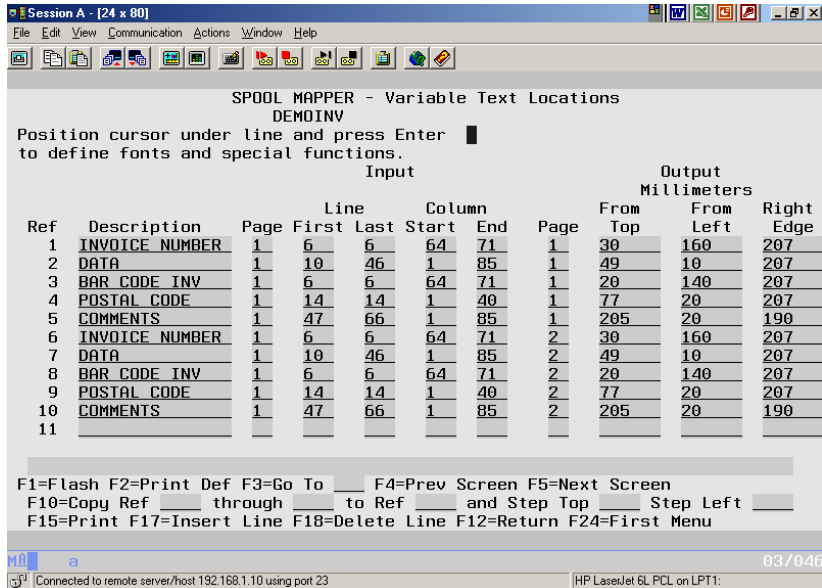 Session A - [24 x 80]
File Edit View Communication Actions Window Help
SPOOL MAPPER - Variable Text Locations
DEMOINV
Position cursor under line and press Enter
to define fonts and special functions.
Input Output
Millimeters
Line Column From From Right
Ref Description Page First Last Start End Page Top Left Edge
1 INVOICE NUMBER 1 6 6 64 71 1 30 160 207
2 DATA 1 10 46 1 85 1 49 10 207
3 BAR CODE INV 1 6 6 64 71 1 20 140 207
4 POSTAL CODE 1 14 14 1 40 1 77 20 207
5 COMMENTS 1 47 66 1 85 1 205 20 190
6 INVOICE NUMBER 1 6 6 64 71 2 30 160 207
7 DATA 1 10 46 1 85 2 49 10 207
8 BAR CODE INV 1 6 6 64 71 2 20 140 207
9 POSTAL CODE 1 14 14 1 40 2 77 20 207
10 COMMENTS 1 47 66 1 85 2 205 20 190
11
F1=Flash F2=Print Def F3=Go To ___ F4=Prev Screen F5=Next Screen
F10=Copy Ref ____ through ____ to Ref ____ and Step Top ____ Step Left ____
F15=Print F17=Insert Line F18=Delete Line F12=Return F24=First Menu
MA a 03/046
Connected to remote server/host 192.168.1.10 using port 23 HP LaserJet 6L PCL on LPT1: